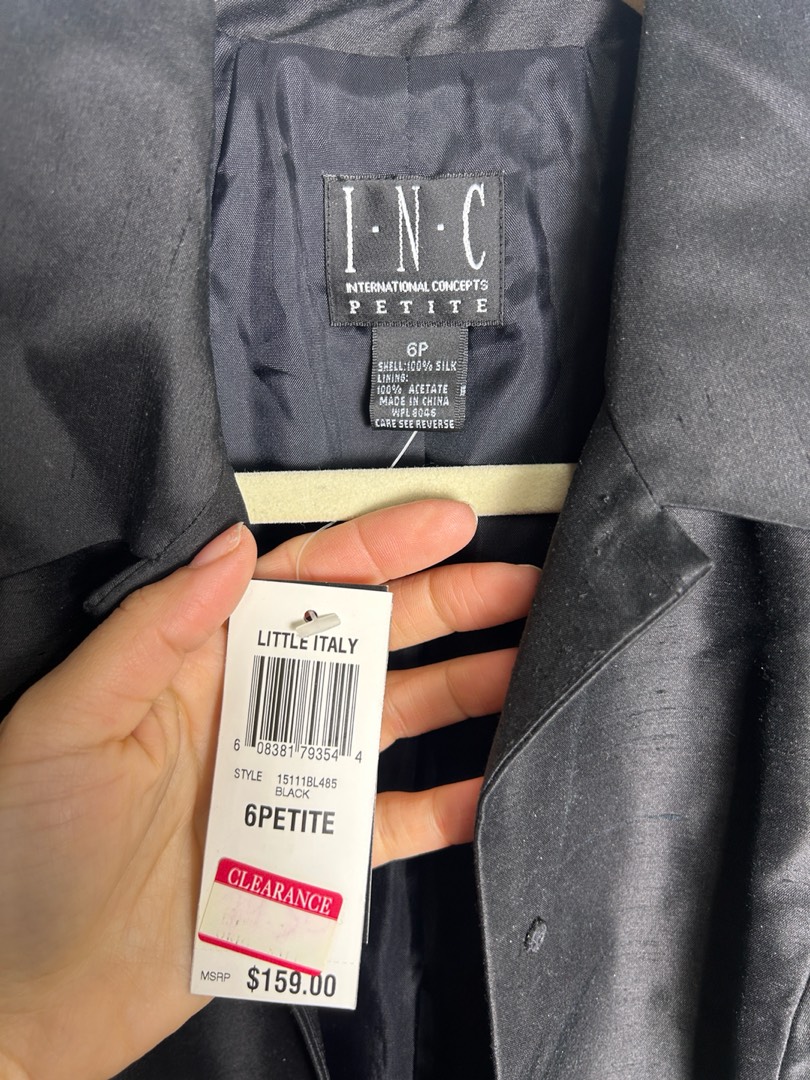 I·N·C
INTERNATIONAL CONCEPTS
PETITE
6P
SHELL:100% SILK
LINING:
100% ACETATE
MADE IN CHINA
WPL 8046
CARE SEE REVERSE
LITTLE ITALY
6 08381 79354 4
STYLE 15111BL485
BLACK
6PETITE
CLEARANCE
MSRP $159.00